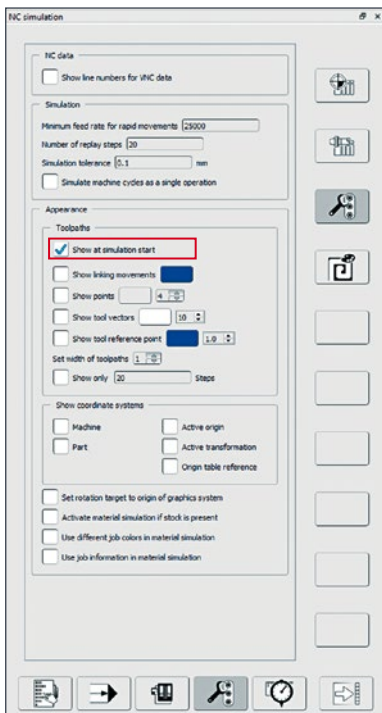 NC simulation
NC data
Show line numbers for VNC data
Simulation
Minimum feed rate for rapid movements 25000
Number of replay steps 20
Simulation tolerance 0.1 mm
Simulate machine cycles as a single operation
Appearance
Toolpaths
Show at simulation start
Show linking movements
Show points 4
Show tool vectors 10
Show tool reference point 1.0
Set width of toolpaths 1
Show only 20 Steps
Show coordinate systems
Machine Active origin
Part Active transformation
Origin table reference
Set rotation target to origin of graphics system
Activate material simulation if stock is present
Use different job colors in material simulation
Use job information in material simulation